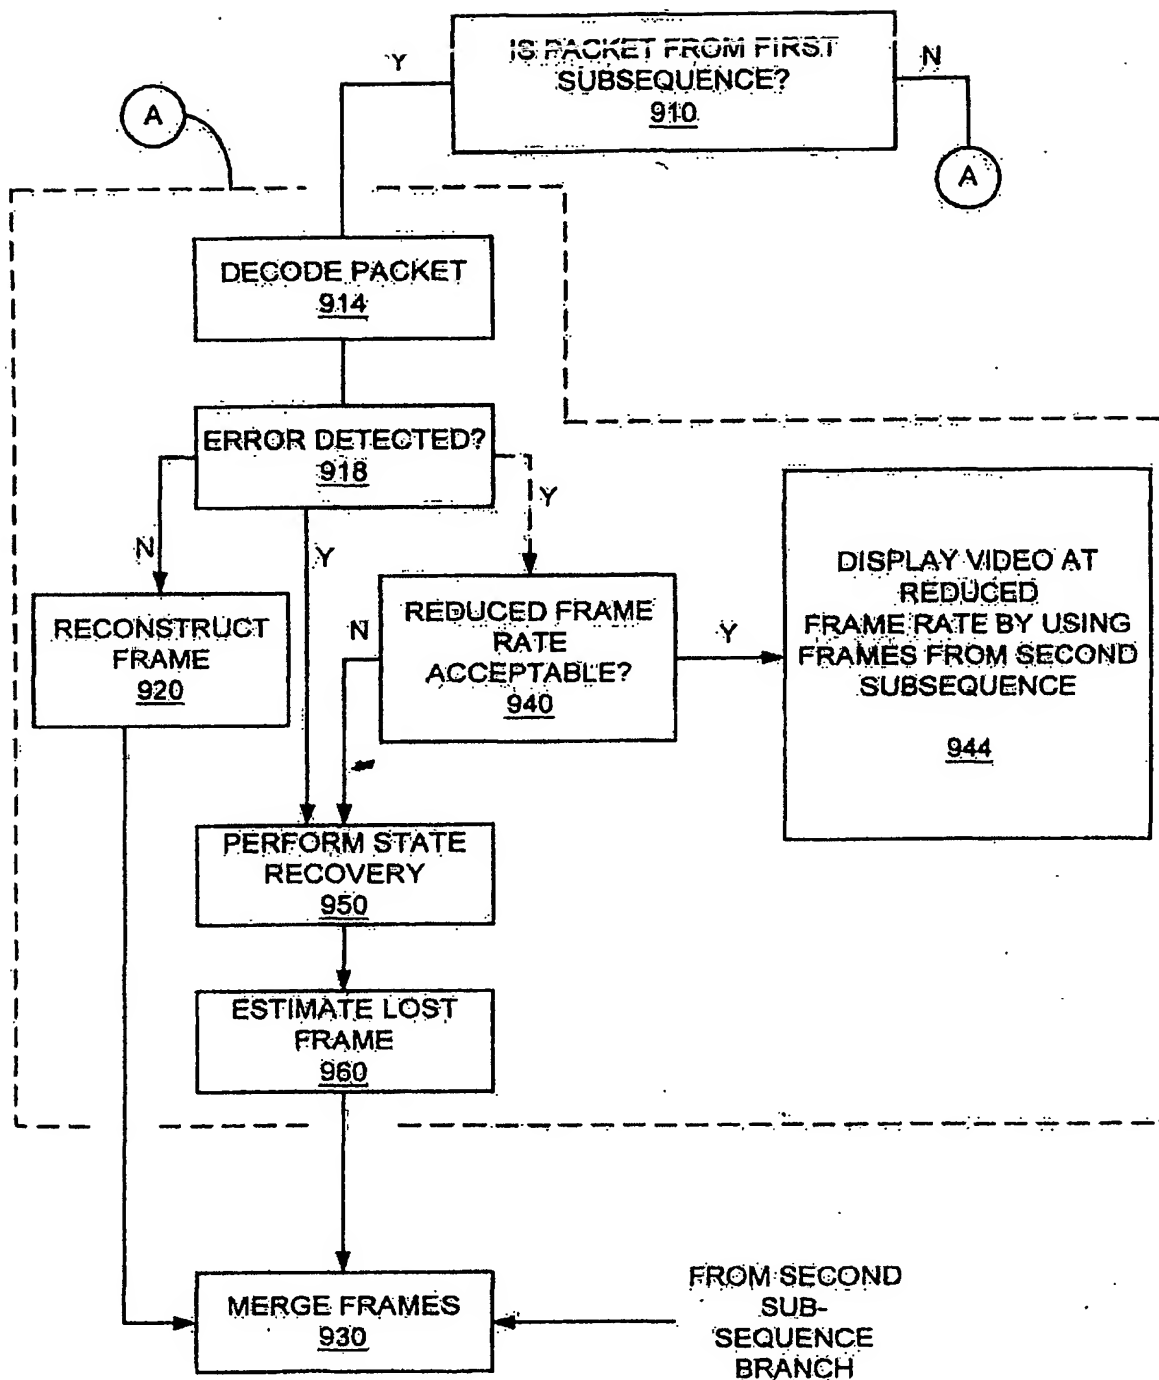 IS PACKET FROM FIRST
SUBSEQUENCE?
910
Y
N
A
A
DECODE PACKET
914
ERROR DETECTED?
918
N
Y
Y
RECONSTRUCT
FRAME
920
N
REDUCED FRAME
RATE
ACCEPTABLE?
940
Y
DISPLAY VIDEO AT
REDUCED
FRAME RATE BY USING
FRAMES FROM SECOND
SUBSEQUENCE
944
PERFORM STATE
RECOVERY
950
ESTIMATE LOST
FRAME
960
MERGE FRAMES
930
FROM SECOND
SUB-
SEQUENCE
BRANCH